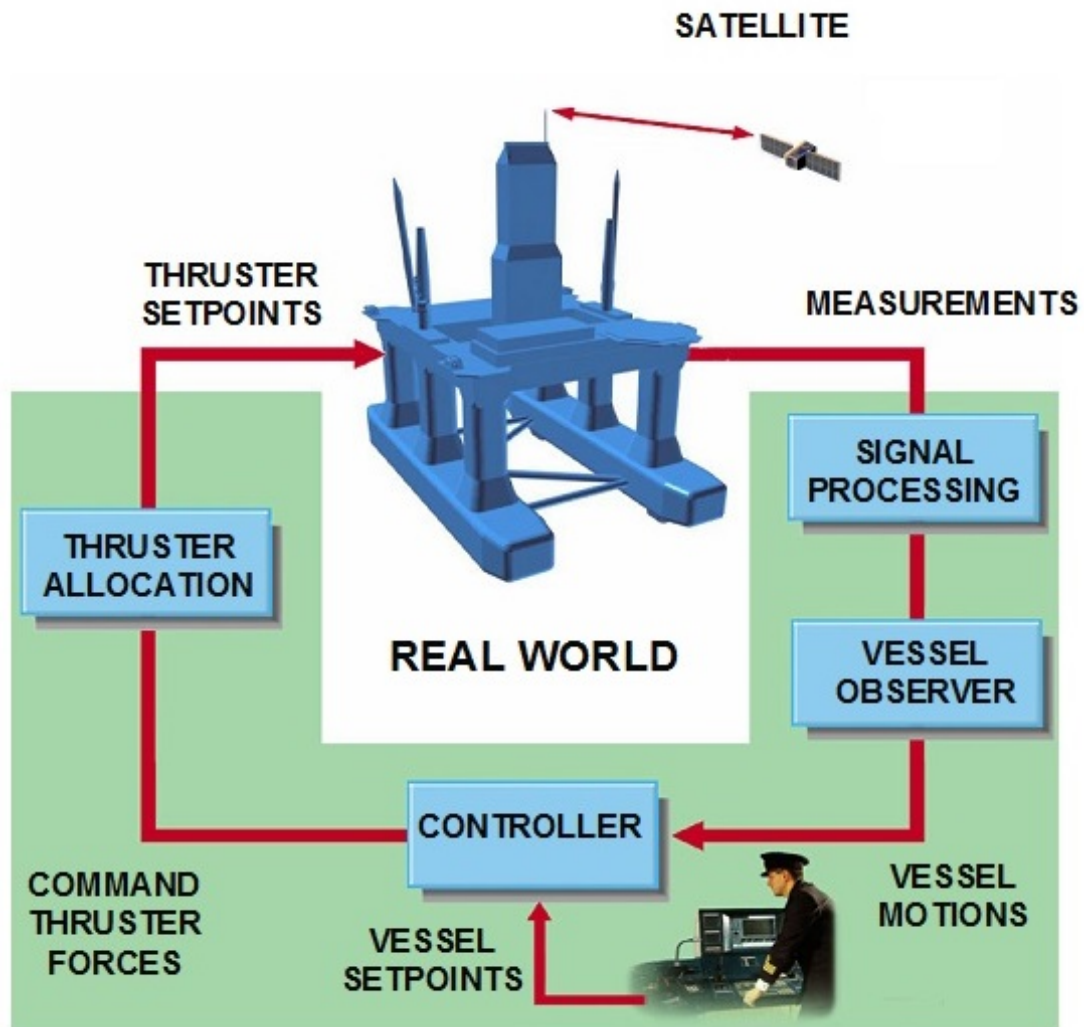 SATELLITE
THRUSTER
SETPOINTS
MEASUREMENTS
SIGNAL
PROCESSING
THRUSTER
ALLOCATION
REAL WORLD
VESSEL
OBSERVER
CONTROLLER
COMMAND
THRUSTER
FORCES
VESSEL
SETPOINTS
VESSEL
MOTIONS